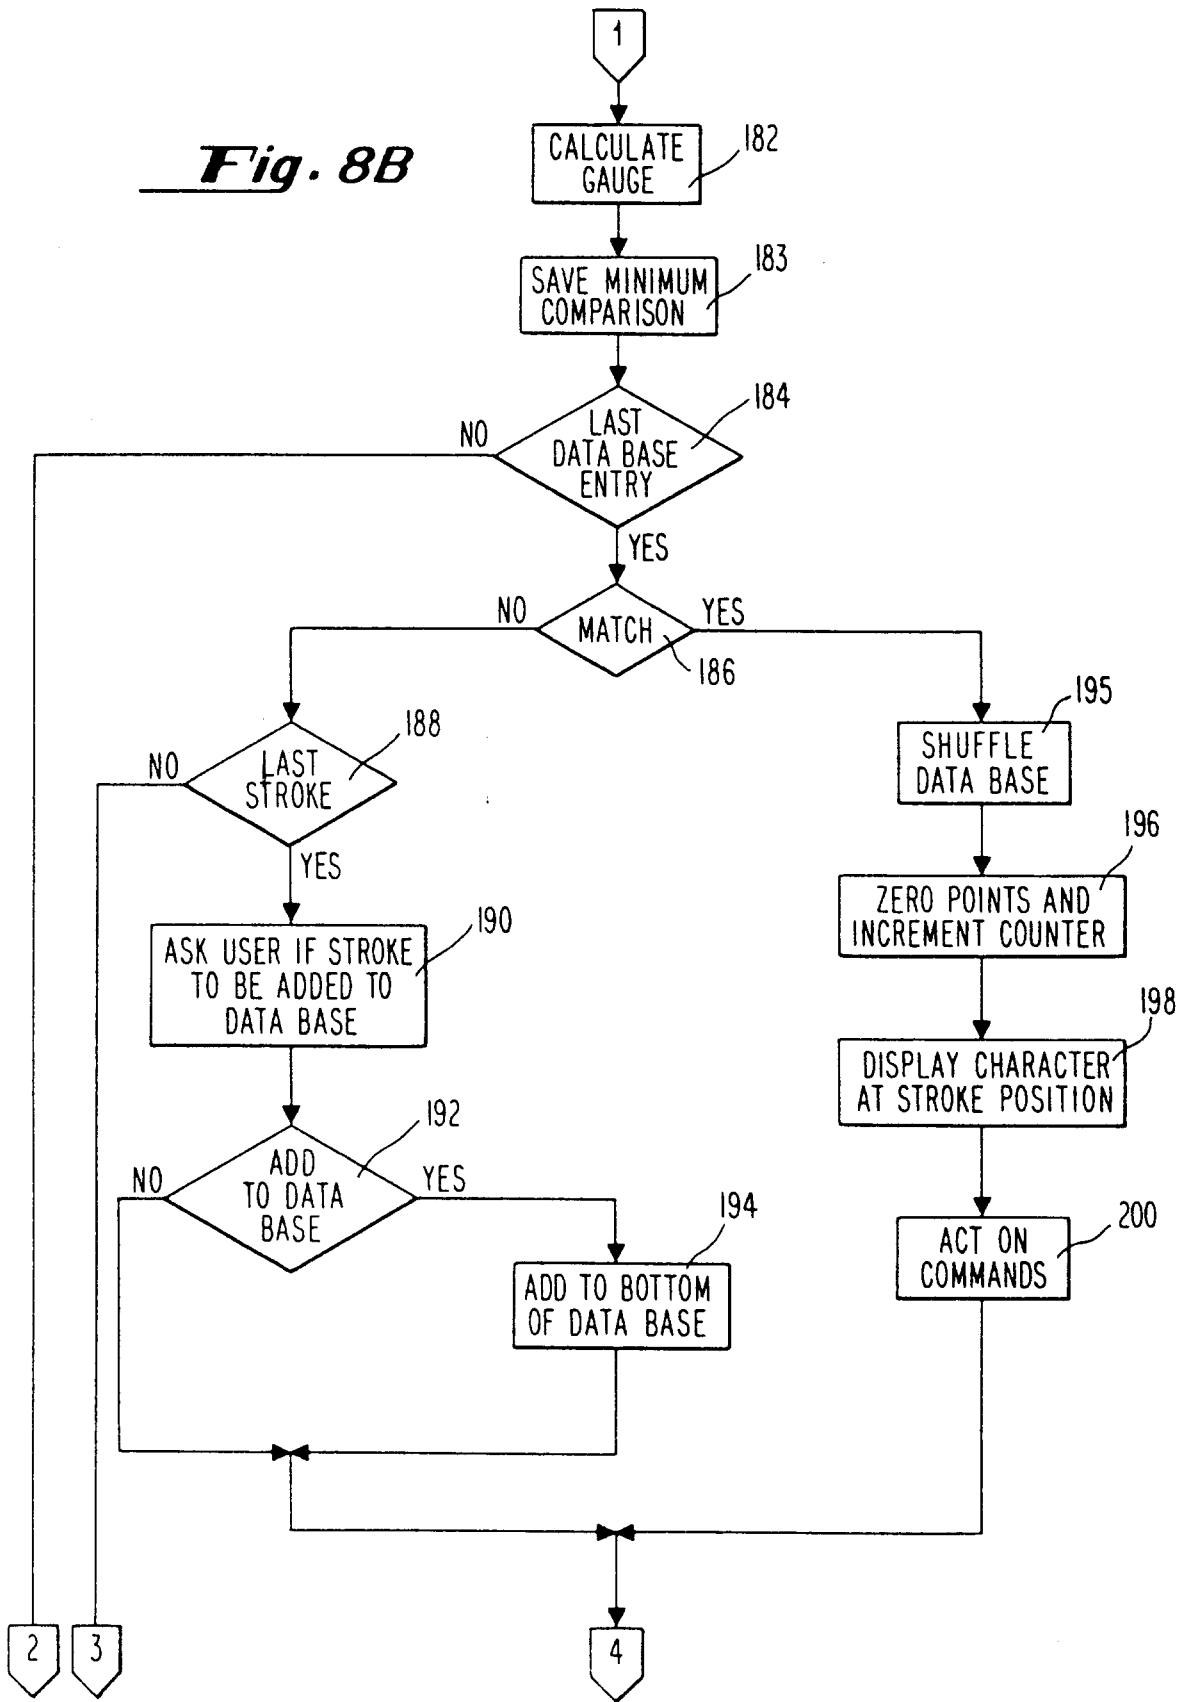 1
Fig. 8B
CALCULATE
GAUGE
182
SAVE MINIMUM
COMPARISON
183
LAST
DATA BASE
ENTRY
184
NO
YES
MATCH
186
NO
YES
LAST
STROKE
188
NO
YES
SHUFFLE
DATA BASE
195
ZERO POINTS AND
INCREMENT COUNTER
196
ASK USER IF STROKE
TO BE ADDED TO
DATA BASE
190
DISPLAY CHARACTER
AT STROKE POSITION
198
ADD
TO DATA
BASE
192
NO
YES
ADD TO BOTTOM
OF DATA BASE
194
ACT ON
COMMANDS
200
2
3
4